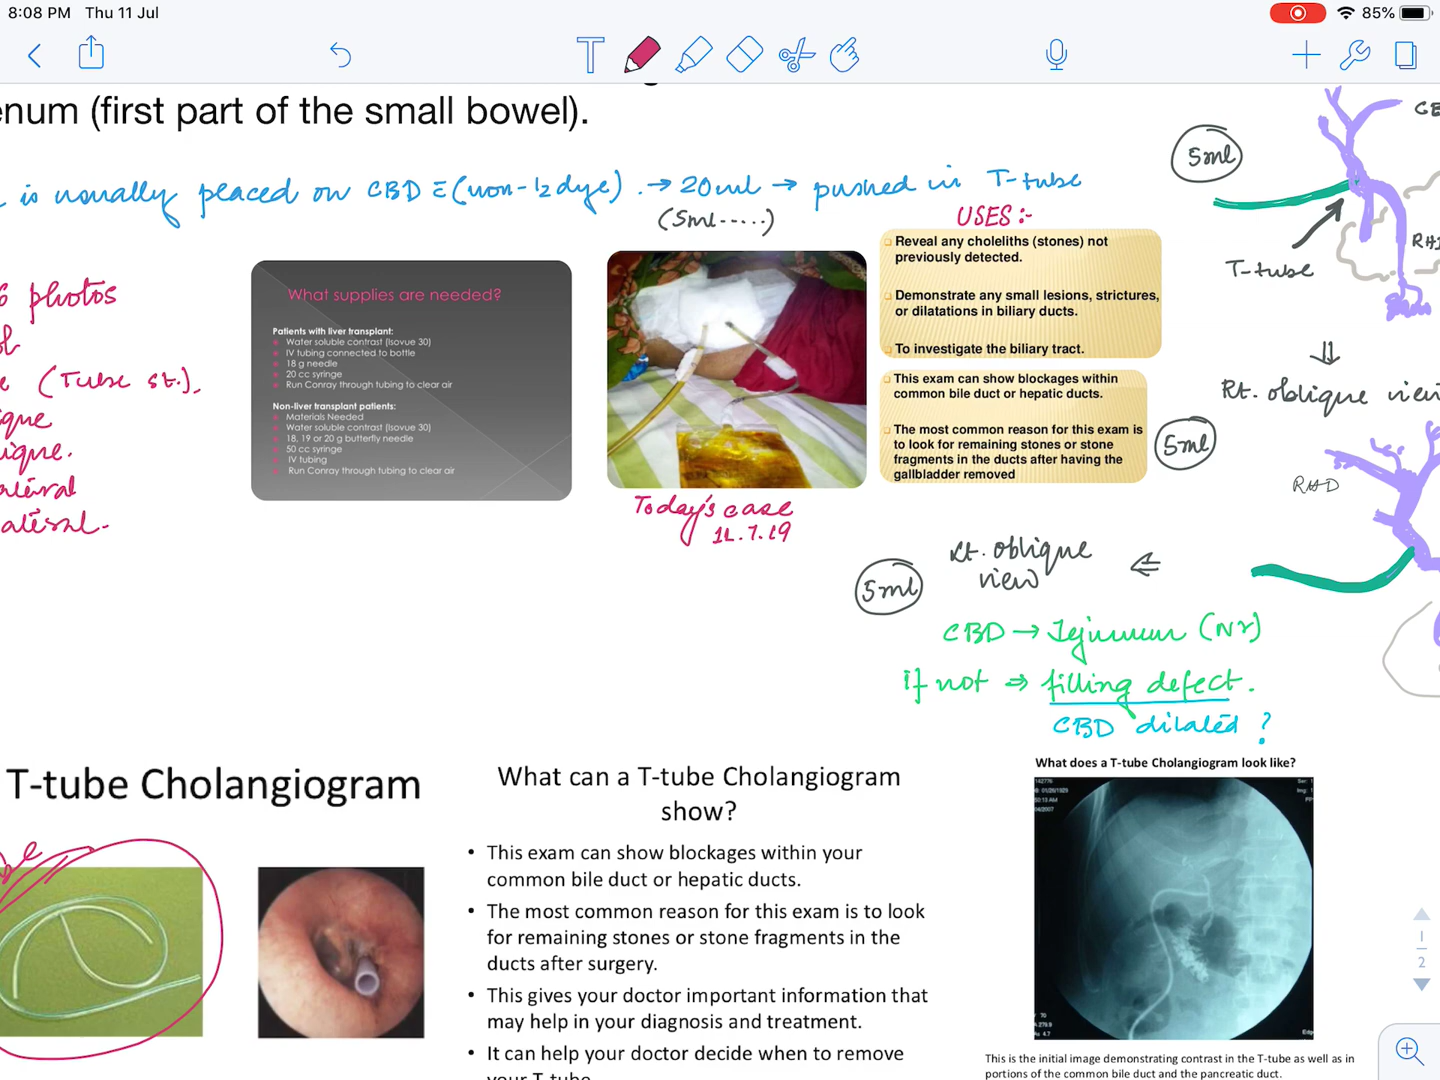 8:08 PM Thu 11 Jul
85%
enum (first part of the small bowel).
is usually placed on CBD (non-1/2 dye). → 20ml → pushed in T-tube
(5ml.....)
5ml
T-tube
⇓
Rt. oblique view
6 photos
(Tube st.).
What supplies are needed?
Patients with liver transplant:
Water soluble contrast (Isovue 30)
IV tubing connected to bottle
18 g needle
20 cc syringe
Run Conray through tubing to clear air
Non-liver transplant patients:
Materials Needed
Water soluble contrast (Isovue 30)
18, 19 or 20 g butterfly needle
50 cc syringe
IV tubing
Run Conray through tubing to clear air
Today's case
11.7.19
USES:-
Reveal any choleliths (stones) not
previously detected.
Demonstrate any small lesions, strictures,
or dilatations in biliary ducts.
To investigate the biliary tract.
This exam can show blockages within
common bile duct or hepatic ducts.
The most common reason for this exam is
to look for remaining stones or stone
fragments in the ducts after having the
gallbladder removed
5ml
RHD
Lt. oblique
view
⇐
5ml
CBD → Jejunum (Nr)
If not ⇒ filling defect.
CBD dilated ?
T-tube Cholangiogram
What can a T-tube Cholangiogram
show?
• This exam can show blockages within your
common bile duct or hepatic ducts.
• The most common reason for this exam is to look
for remaining stones or stone fragments in the
ducts after surgery.
• This gives your doctor important information that
may help in your diagnosis and treatment.
• It can help your doctor decide when to remove
your T-tube
What does a T-tube Cholangiogram look like?
This is the initial image demonstrating contrast in the T-tube as well as in
portions of the common bile duct and the pancreatic duct.
1
2